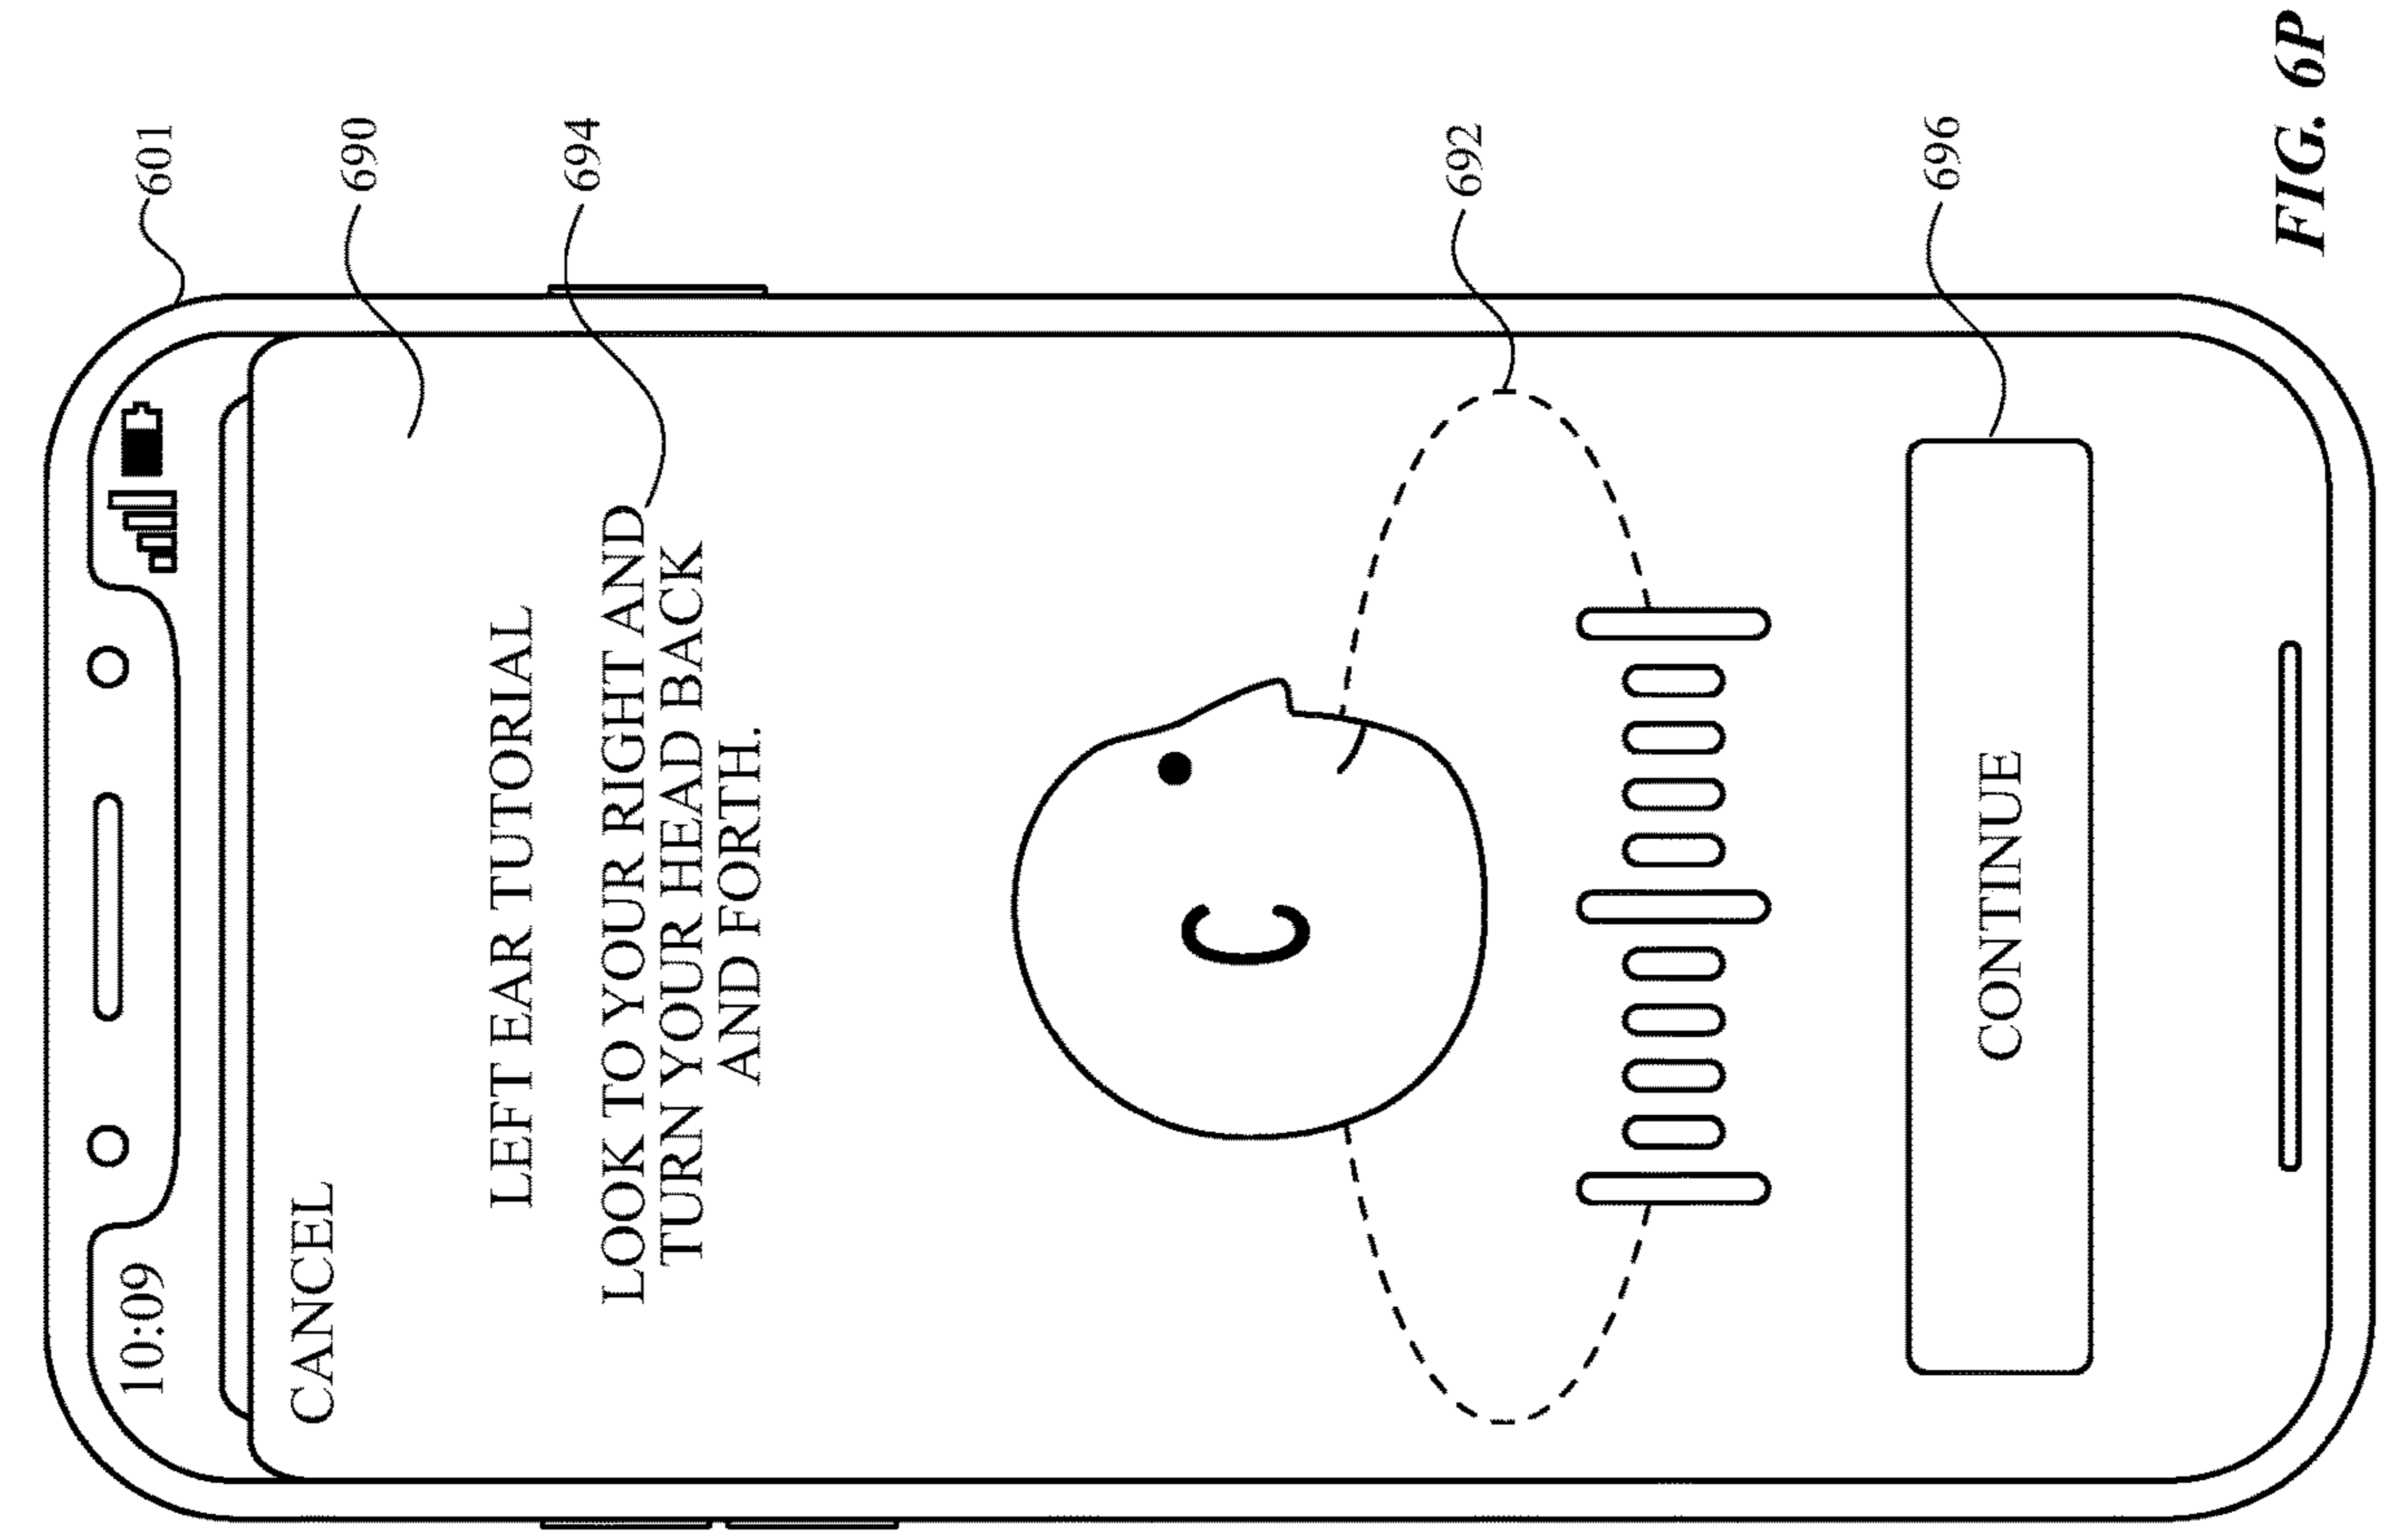 601
10:09
CANCEL
690
LEFT EAR TUTORIAL
694
LOOK TO YOUR RIGHT AND
TURN YOUR HEAD BACK
AND FORTH.
692
CONTINUE
696
FIG. 6P